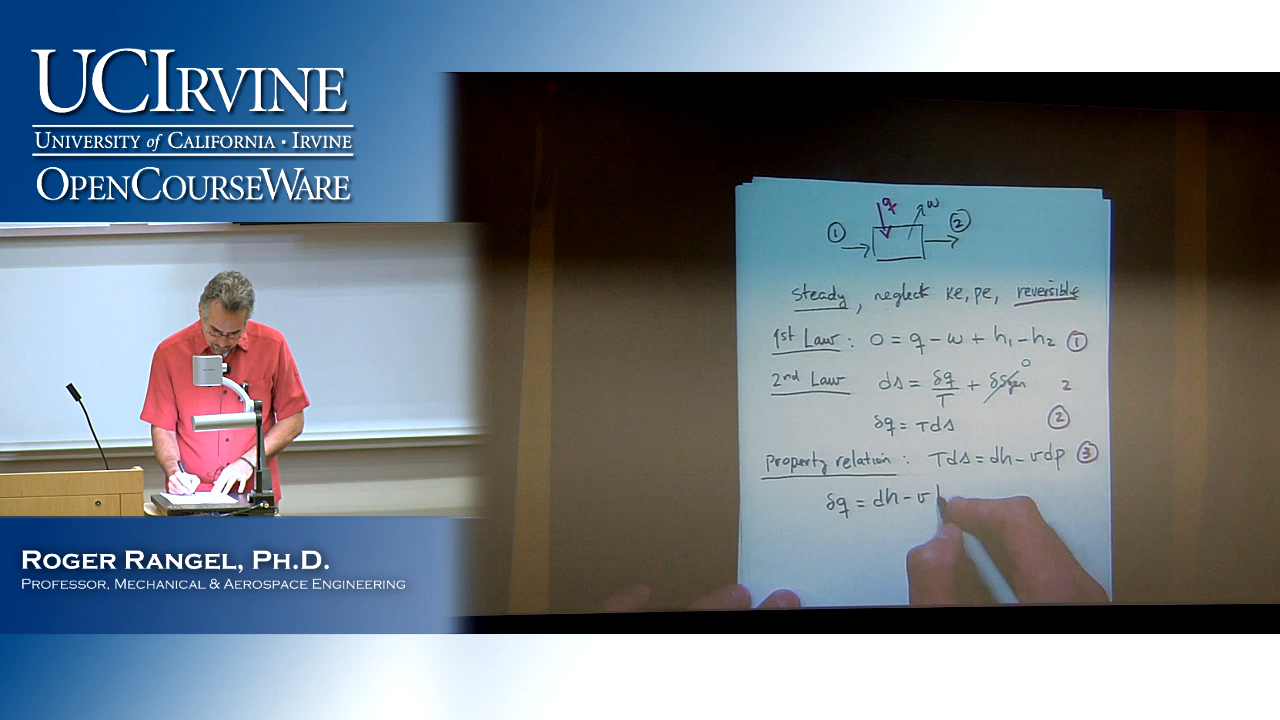 UCIRVINE
UNIVERSITY of CALIFORNIA · IRVINE
OPENCOURSEWARE
ROGER RANGEL, PH.D.
PROFESSOR, MECHANICAL & AEROSPACE ENGINEERING
q w
① ②
steady, neglect ke, pe, reversible
1st Law: 0 = q - w + h₁ - h₂ ①
2nd Law ds = δq/T + δsgen 0 2
δq = Tds ②
Property relation: Tds = dh - vdp ③
δq = dh - v